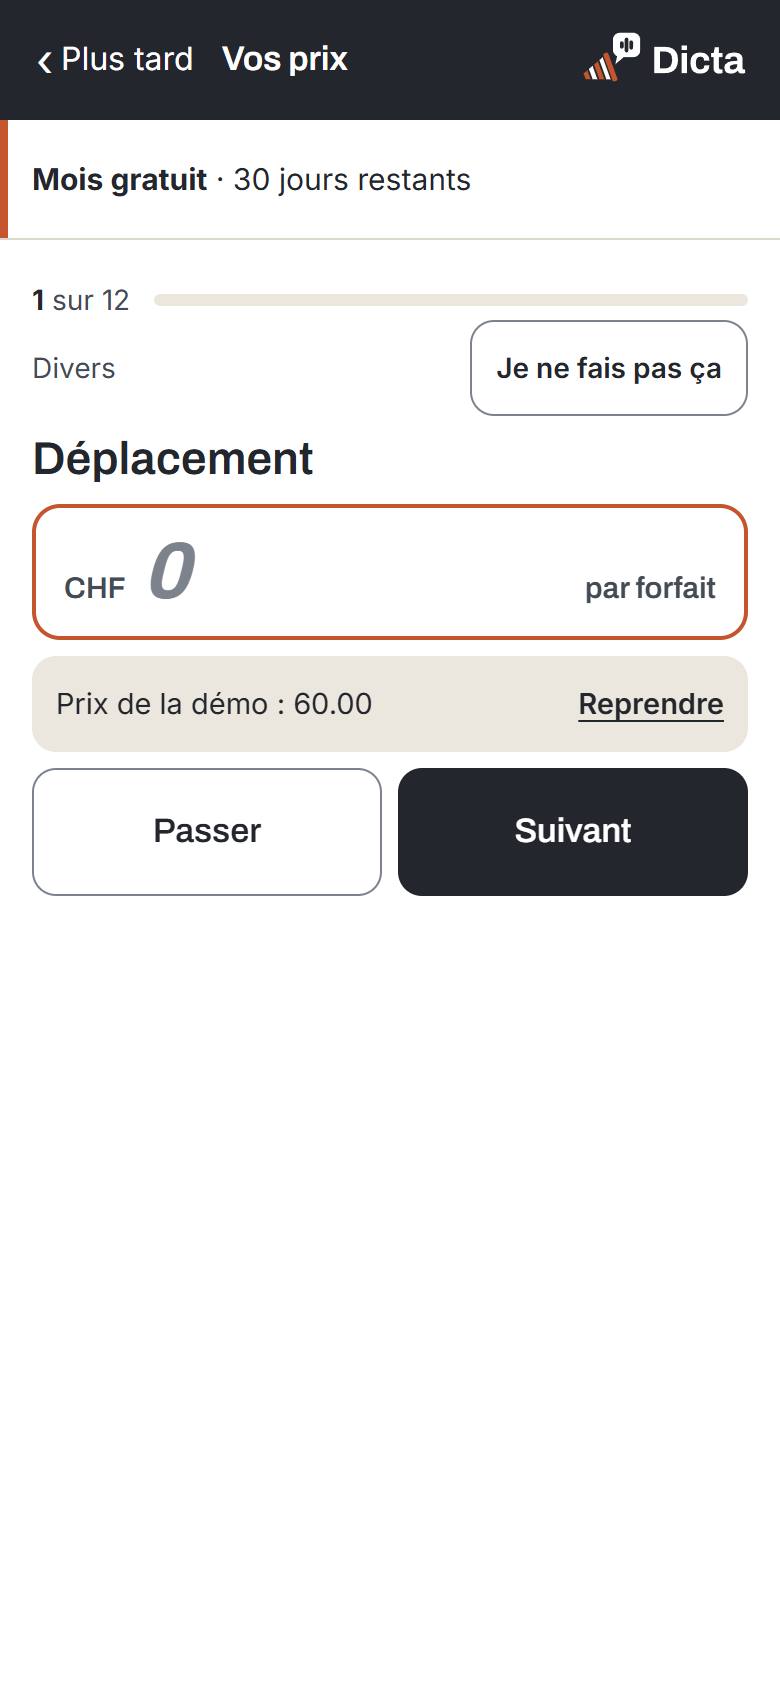 ‹ Plus tard Vos prix Dicta
Mois gratuit · 30 jours restants
1 sur 12
Divers Je ne fais pas ça
Déplacement
CHF 0 par forfait
Prix de la démo : 60.00 Reprendre
Passer Suivant